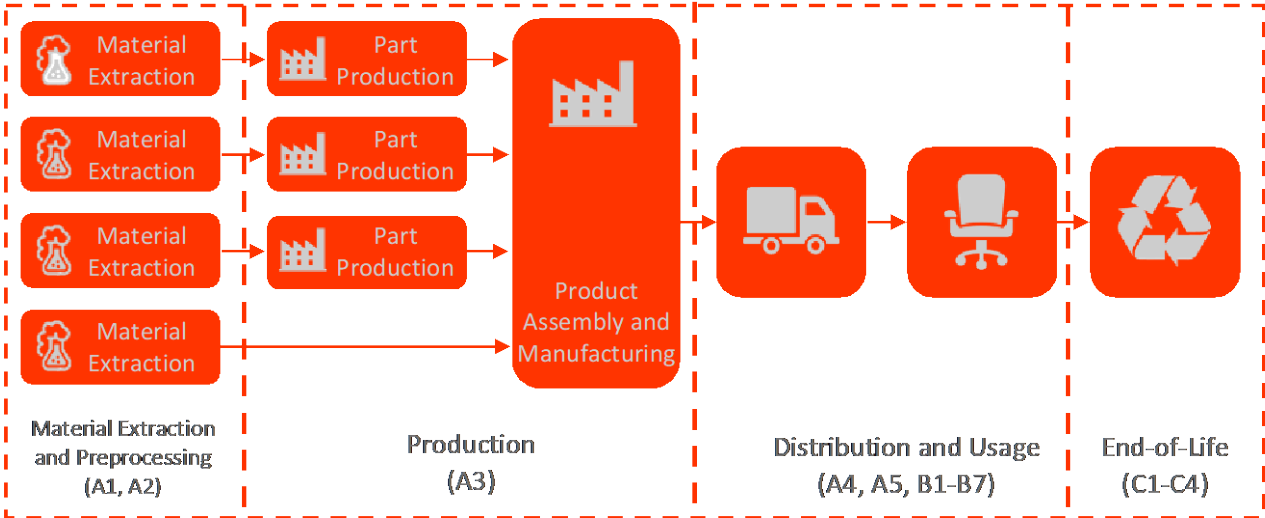 Material
Extraction
Part
Production
Material
Extraction
Part
Production
Material
Extraction
Part
Production
Material
Extraction
Product
Assembly and
Manufacturing
Material Extraction
and Preprocessing
(A1, A2)
Production
(A3)
Distribution and Usage
(A4, A5, B1-B7)
End-of-Life
(C1-C4)